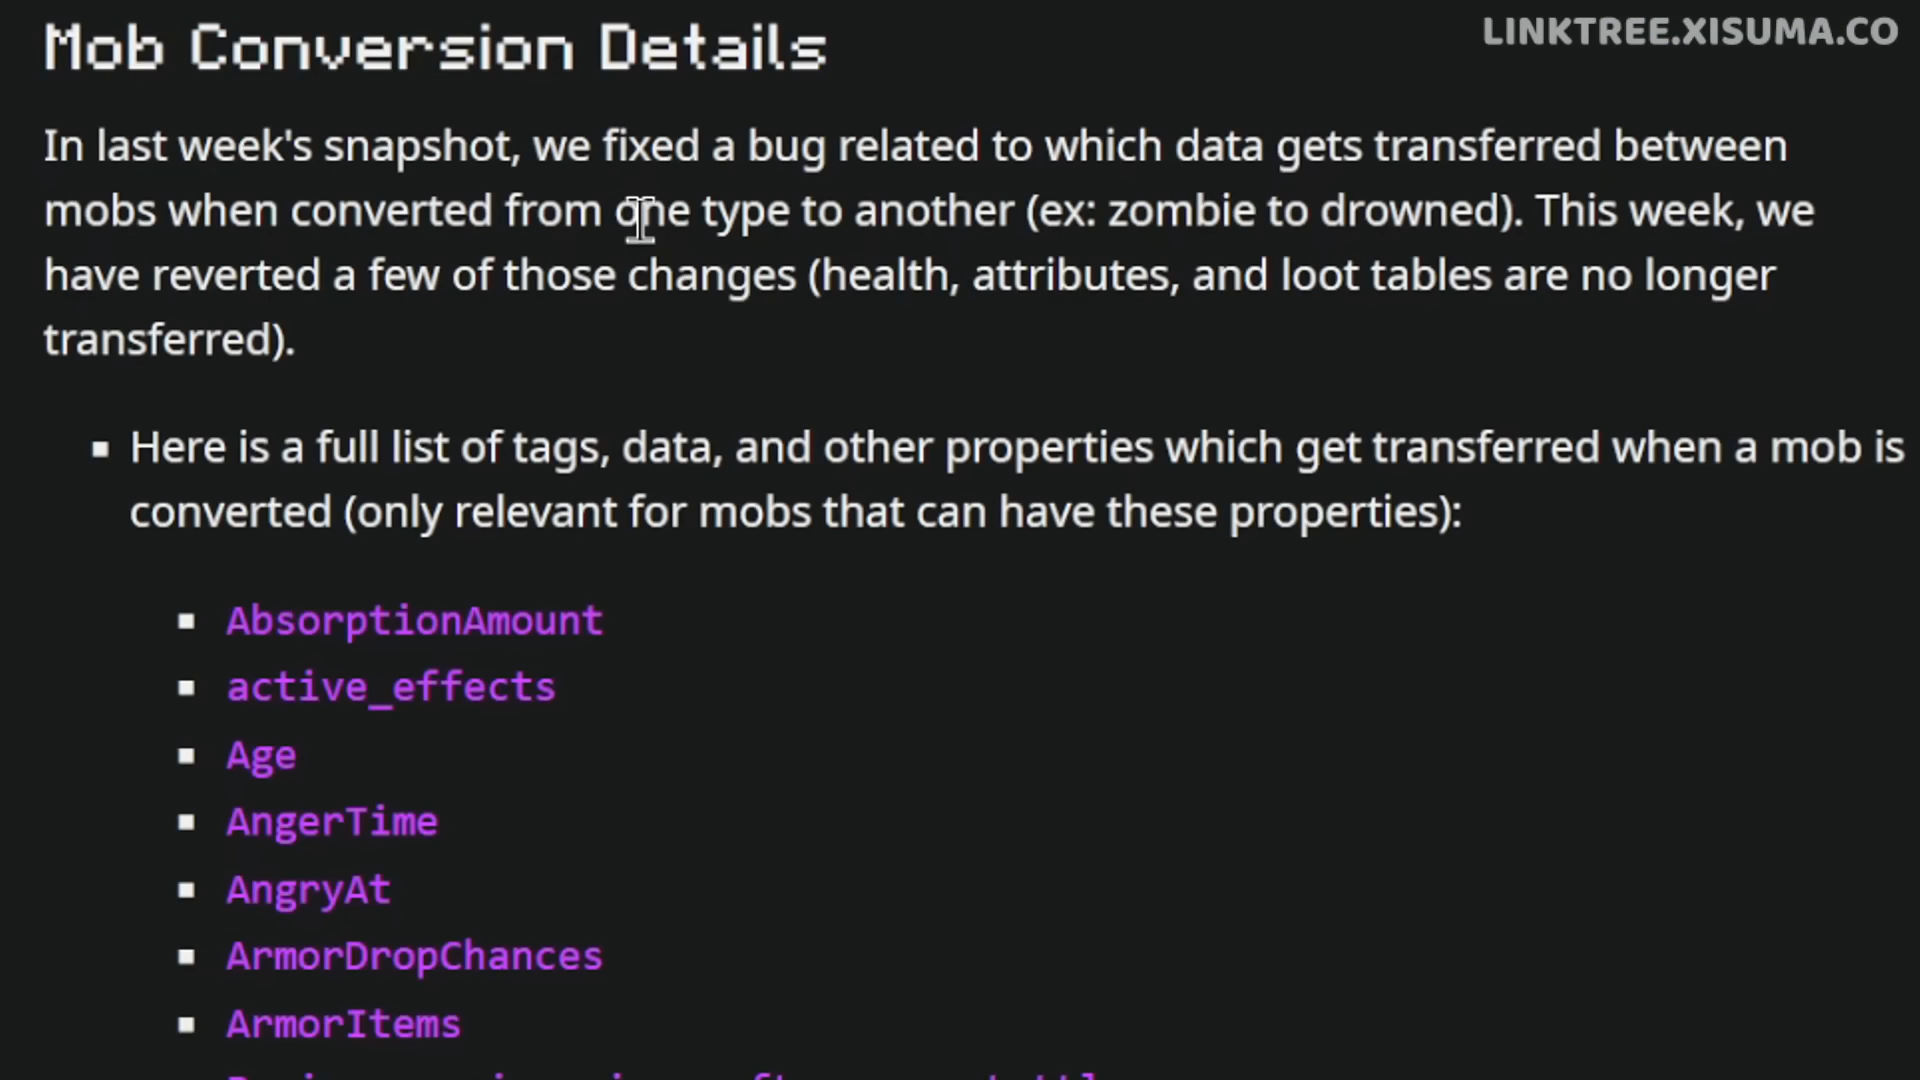 Mob Conversion Details
LINKTREE.XISUMA.CO
In last week's snapshot, we fixed a bug related to which data gets transferred between
mobs when converted from one type to another (ex: zombie to drowned). This week, we
have reverted a few of those changes (health, attributes, and loot tables are no longer
transferred).
Here is a full list of tags, data, and other properties which get transferred when a mob is
converted (only relevant for mobs that can have these properties):
AbsorptionAmount
active_effects
Age
AngerTime
AngryAt
ArmorDropChances
ArmorItems